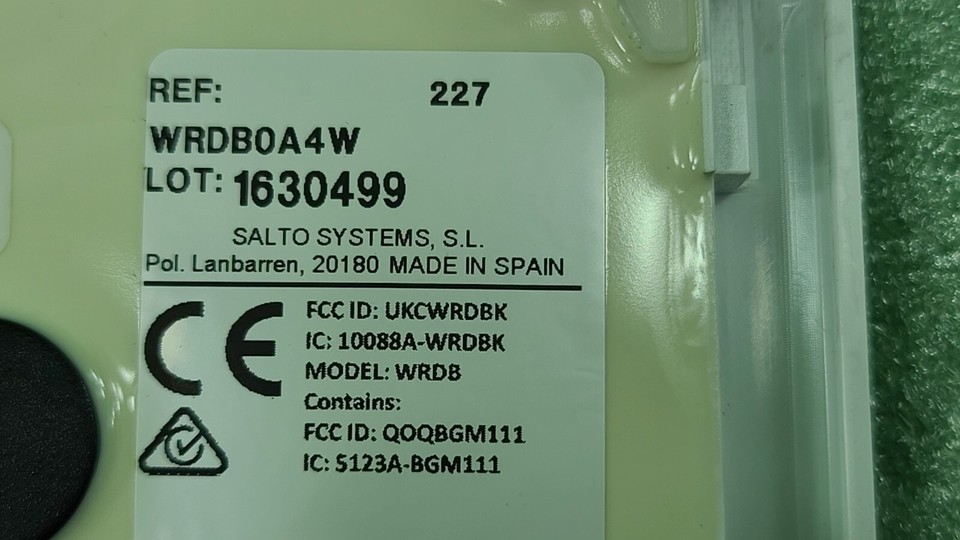 REF: 227
WRDB0A4W
LOT: 1630499
SALTO SYSTEMS, S.L.
Pol. Lanbarren, 20180 MADE IN SPAIN
CE
FCC ID: UKCWRDBK
IC: 10088A-WRDBK
MODEL: WRDB
Contains:
FCC ID: QOQBGM111
IC: 5123A-BGM111